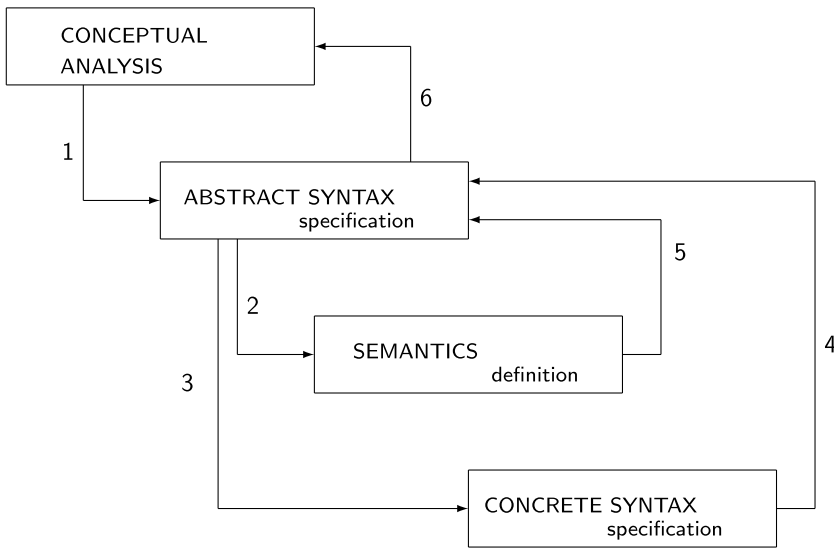 CONCEPTUAL
ANALYSIS
6
1
ABSTRACT SYNTAX
specification
5
2
SEMANTICS
definition
4
3
CONCRETE SYNTAX
specification